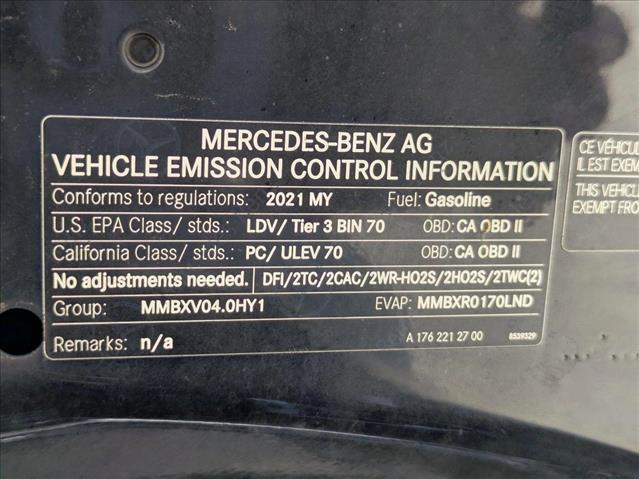 MERCEDES-BENZ AG
VEHICLE EMISSION CONTROL INFORMATION
Conforms to regulations: 2021 MY Fuel: Gasoline
U.S. EPA Class/ stds.: LDV/ Tier 3 BIN 70 OBD: CA OBD II
California Class/ stds.: PC/ ULEV 70 OBD: CA OBD II
No adjustments needed. DFI/2TC/2CAC/2WR-HO2S/2HO2S/2TWC(2)
Group: MMBXV04.0HY1 EVAP: MMBXR0170LND
Remarks: n/a A 176 221 27 00 8539329
CE VÉHICU
IL EST EXEM
THIS VEHICL
EXEMPT FRO